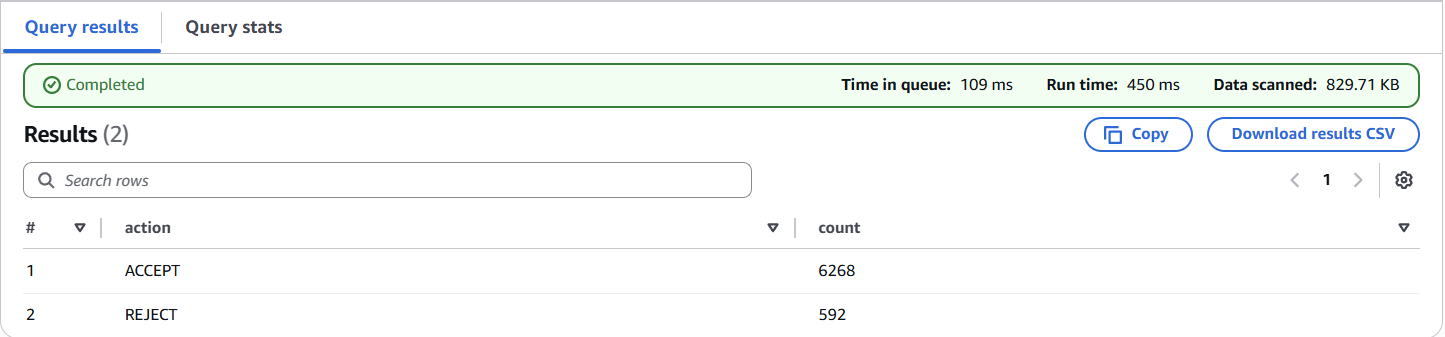 Query results Query stats
Completed Time in queue: 109 ms Run time: 450 ms Data scanned: 829.71 KB
Results (2) Copy Download results CSV
Search rows 1
# action count
1 ACCEPT 6268
2 REJECT 592